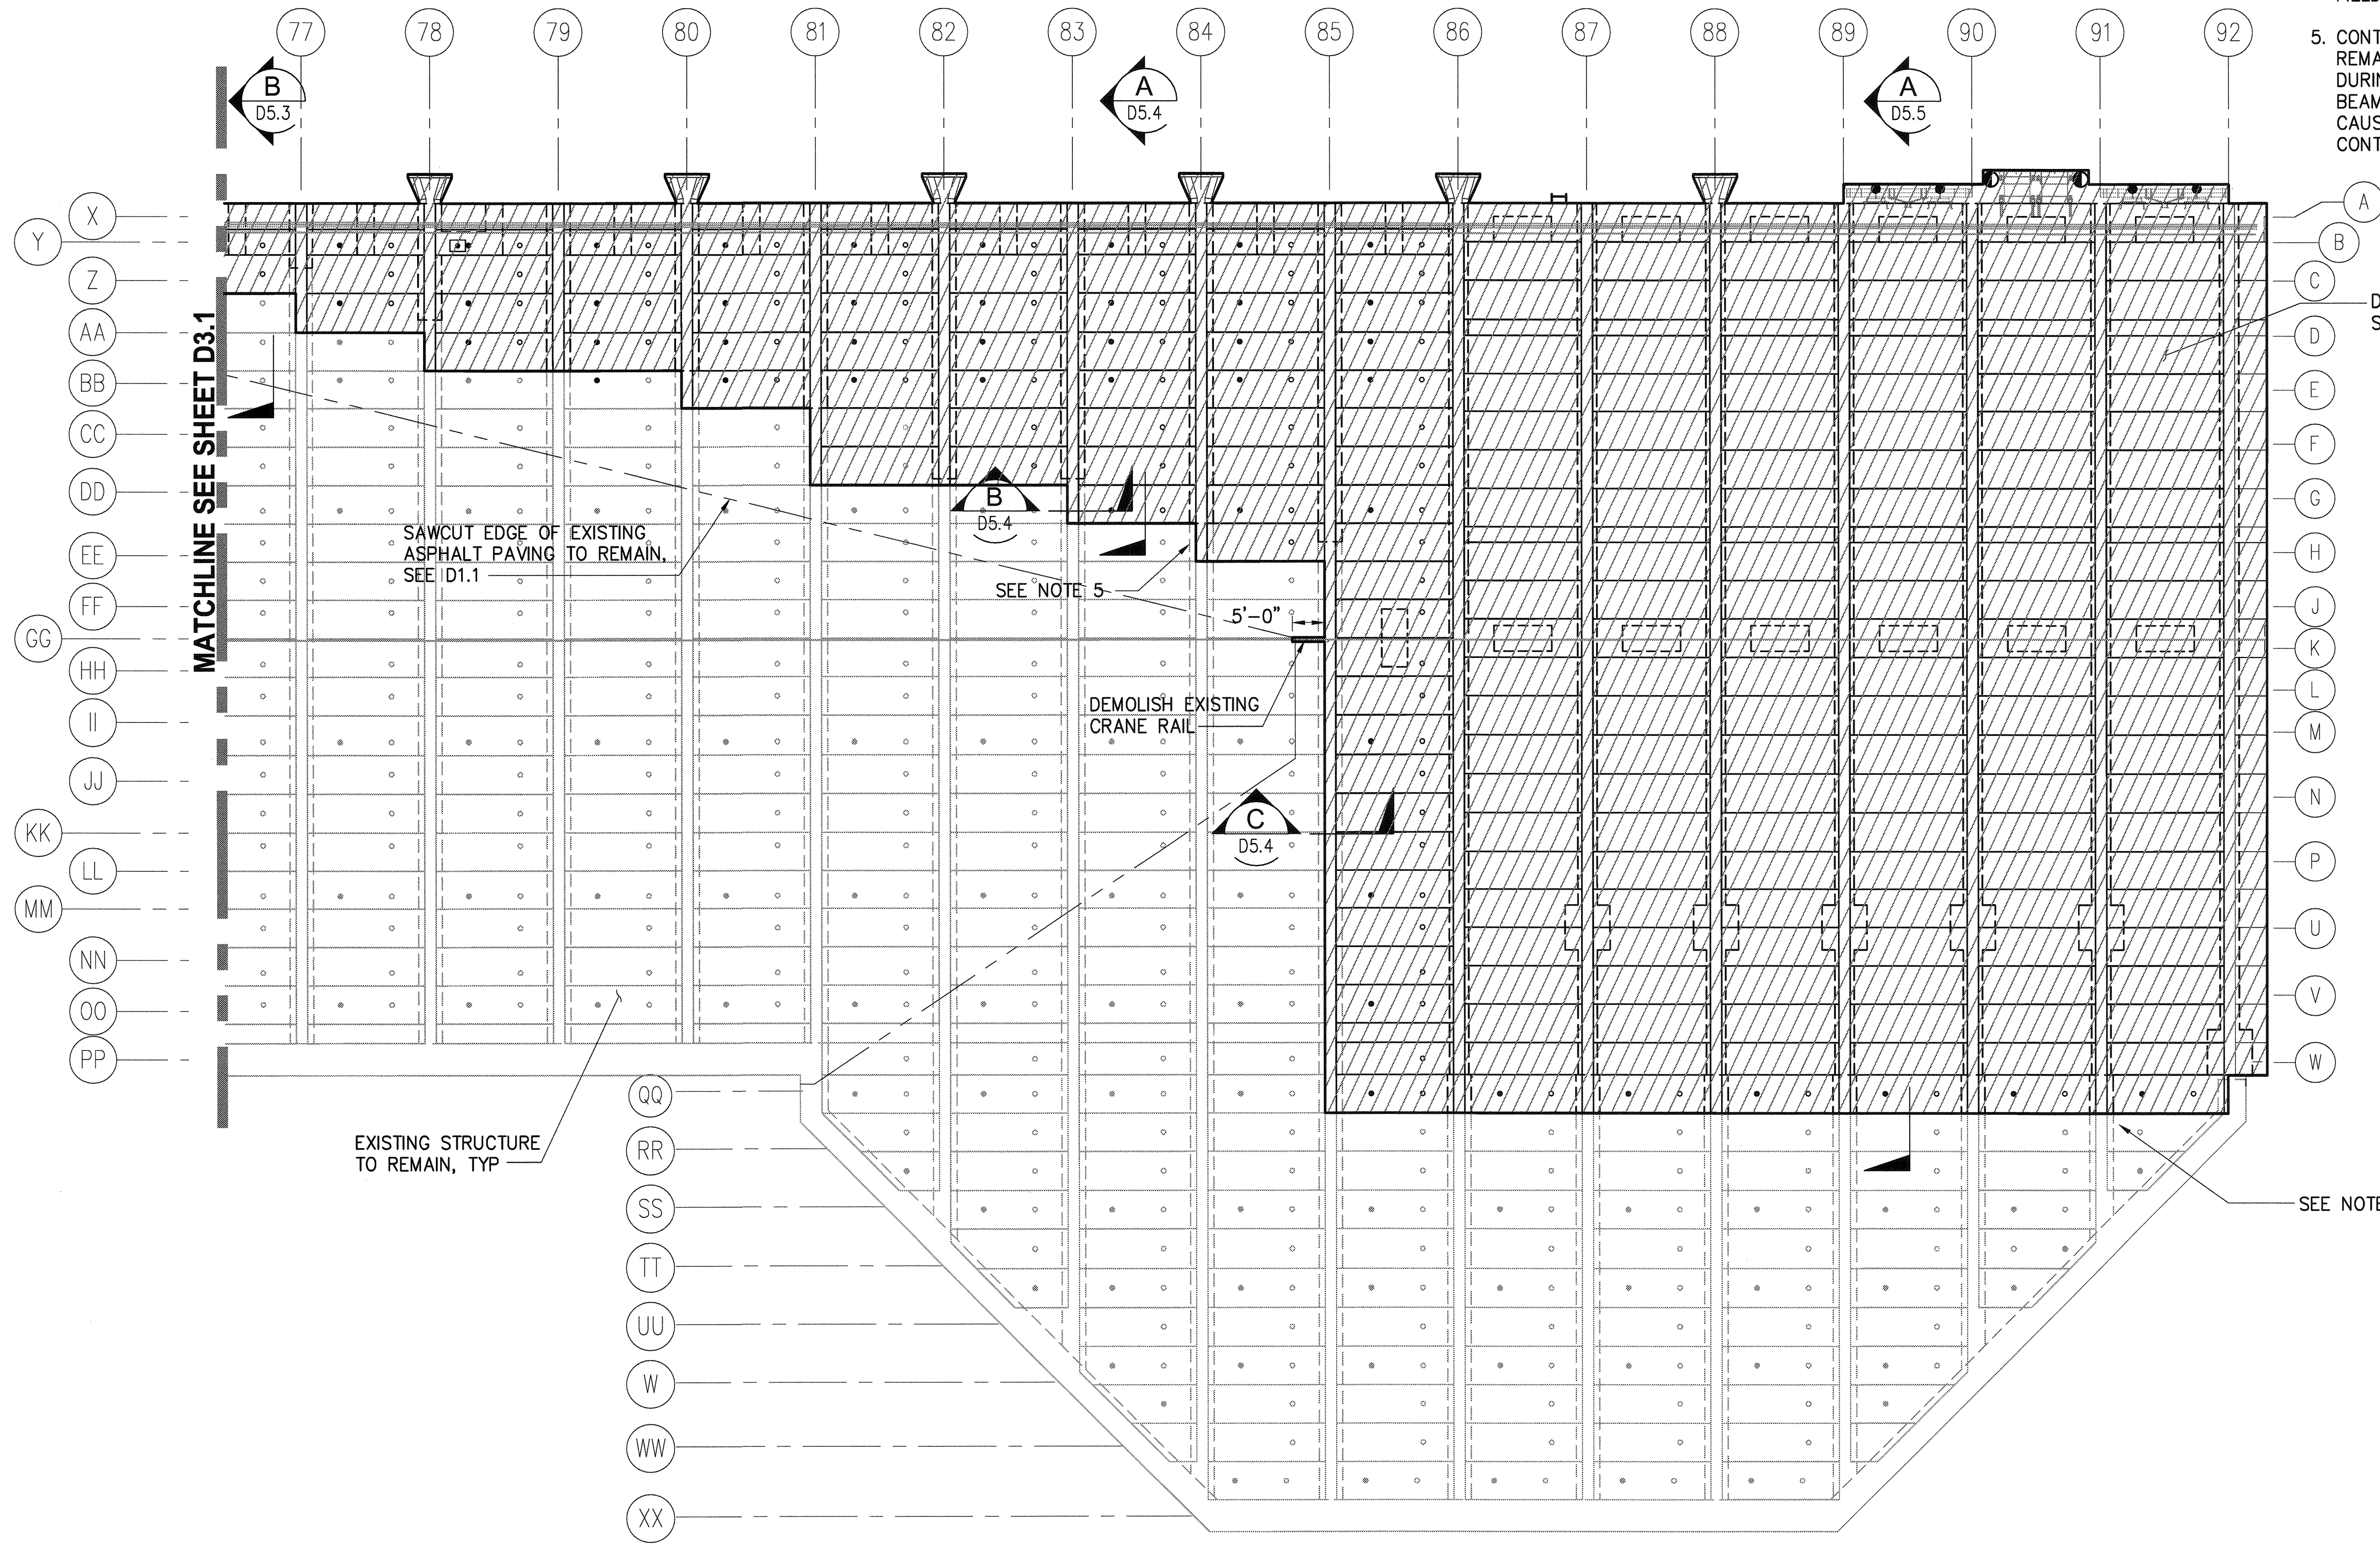 77 78 79 80 81 82 83 84 85 86 87 88 89 90 91 92
5. CONT
REMA
DURIN
BEAM
CAUS
CONT
B
D5.3
A
D5.4
A
D5.5
X
Y
Z
AA
BB
CC
DD
EE
FF
GG
HH
II
JJ
KK
LL
MM
NN
OO
PP
MATCHLINE SEE SHEET D3.1
A
B
C
D
E
F
G
H
J
K
L
M
N
P
U
V
W
D
S
SAWCUT EDGE OF EXISTING
ASPHALT PAVING TO REMAIN,
SEE D1.1
B
D5.4
SEE NOTE 5
5'-0"
DEMOLISH EXISTING
CRANE RAIL
C
D5.4
EXISTING STRUCTURE
TO REMAIN, TYP
SEE NOTE
QQ
RR
SS
TT
UU
W
WW
XX